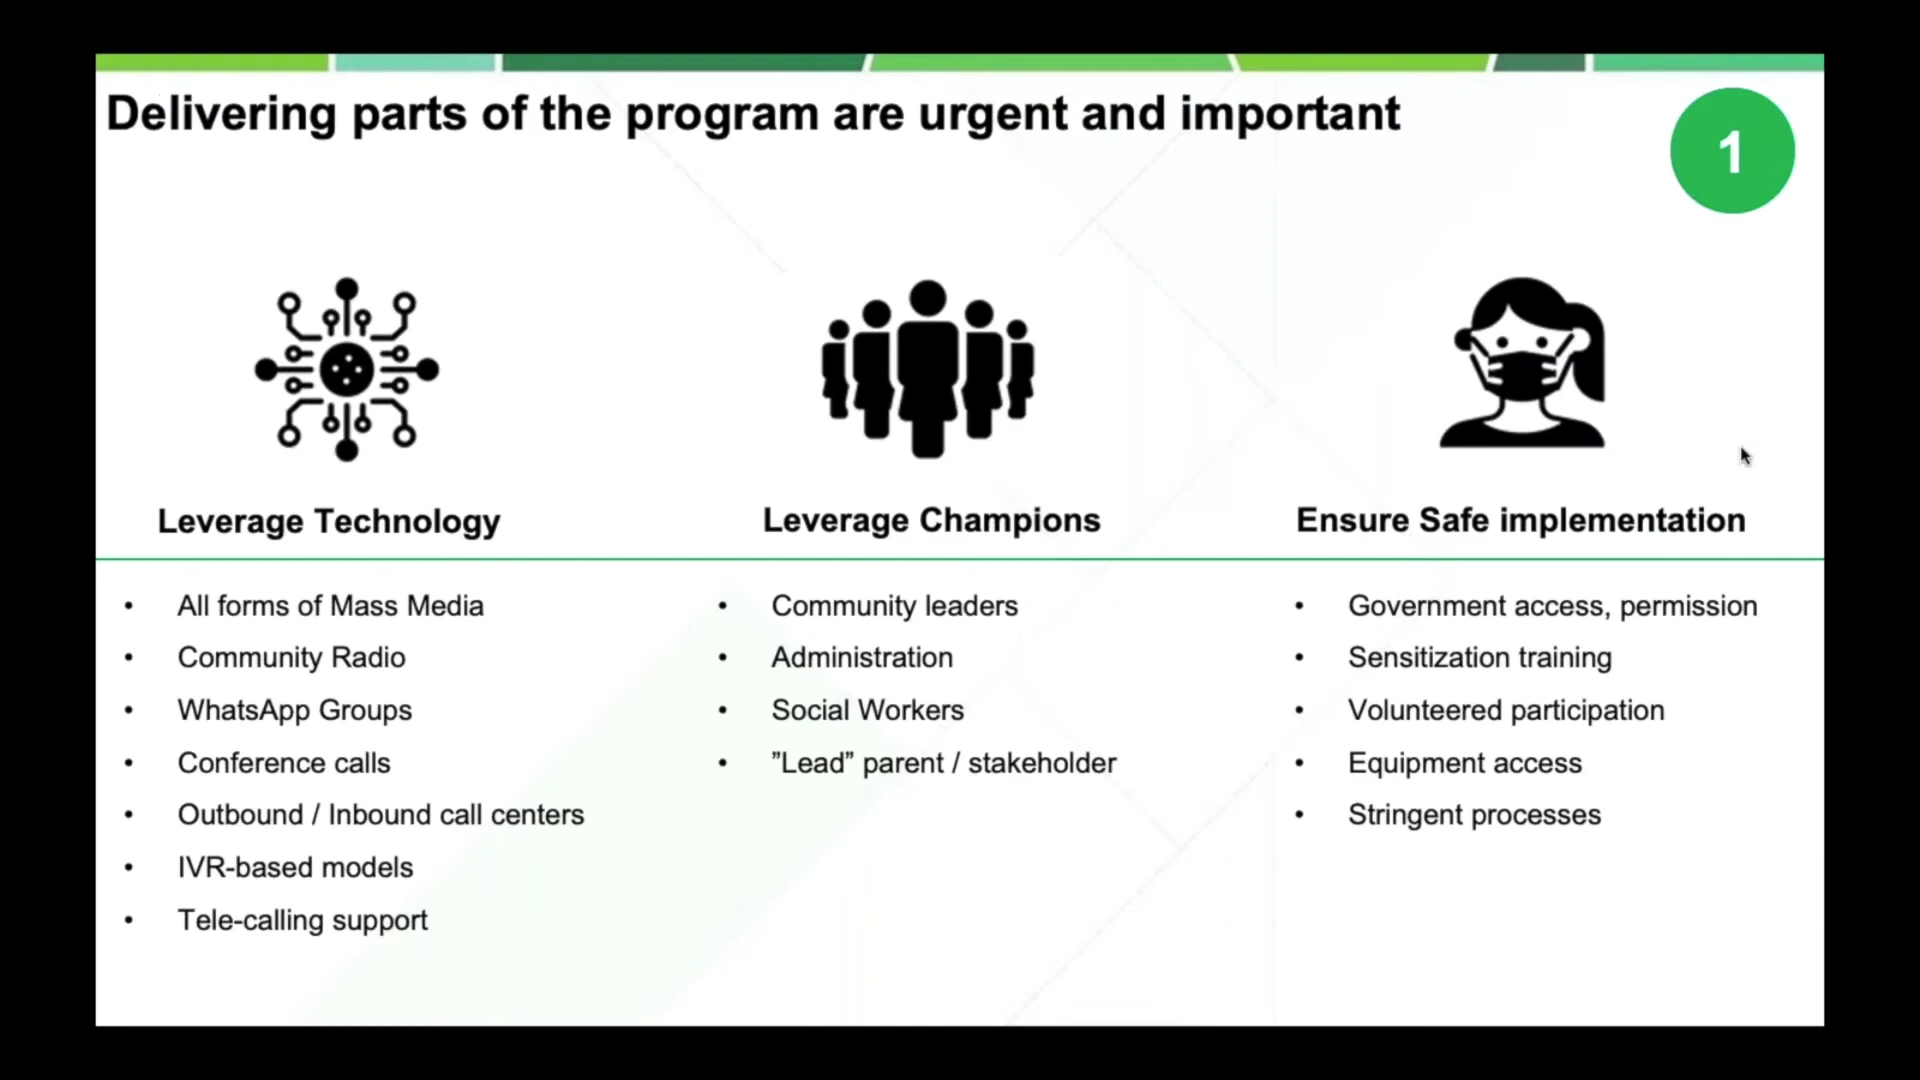 Delivering parts of the program are urgent and important
1
Leverage Technology
• All forms of Mass Media
• Community Radio
• WhatsApp Groups
• Conference calls
• Outbound / Inbound call centers
• IVR-based models
• Tele-calling support
Leverage Champions
• Community leaders
• Administration
• Social Workers
• ”Lead” parent / stakeholder
Ensure Safe implementation
• Government access, permission
• Sensitization training
• Volunteered participation
• Equipment access
• Stringent processes